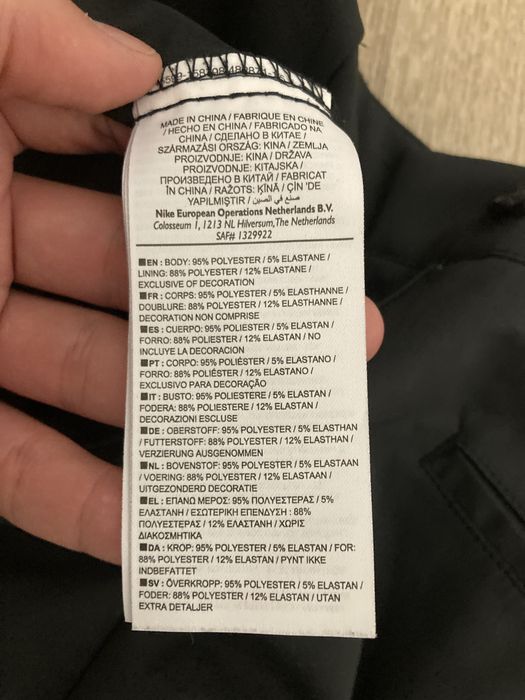 MADE IN CHINA / FABRIQUE EN CHINE
/ HECHO EN CHINA / FABRICADO NA
CHINA / СДЕЛАНО В КИТАЕ /
SZÁRMAZÁSI ORSZÁG: KINA / ZEMLJA
PROIZVODNJE: KINA / DRŽAVA
PROIZVODNJE: KITAJSKA /
ПРОИЗВЕДЕНО В КИТАЙ / FABRICAT
ÎN CHINA / RAŽOTS: ĶĪNĀ / ÇİN 'DE
YAPILMIŞTIR / صنع في الصين
Nike European Operations Netherlands B.V.
Colosseum 1, 1213 NL Hilversum, The Netherlands
SAF# 1329922
■EN: BODY: 95% POLYESTER / 5% ELASTANE /
LINING: 88% POLYESTER / 12% ELASTANE /
EXCLUSIVE OF DECORATION
■FR: CORPS: 95% POLYESTER / 5% ELASTHANNE /
DOUBLURE: 88% POLYESTER / 12% ELASTHANNE /
DECORATION NON COMPRISE
■ES: CUERPO: 95% POLIESTER / 5% ELASTAN /
FORRO: 88% POLIESTER / 12% ELASTAN / NO
INCLUYE LA DECORACION
■PT: CORPO: 95% POLIÉSTER / 5% ELASTANO /
FORRO: 88% POLIÉSTER / 12% ELASTANO /
EXCLUSIVO PARA DECORAÇÃO
■IT: BUSTO: 95% POLIESTERE / 5% ELASTAN /
FODERA: 88% POLIESTERE / 12% ELASTAN /
DECORAZIONI ESCLUSE
■DE: OBERSTOFF: 95% POLYESTER / 5% ELASTHAN
/ FUTTERSTOFF: 88% POLYESTER / 12% ELASTHAN /
VERZIERUNG AUSGENOMMEN
■NL: BOVENSTOF: 95% POLYESTER / 5% ELASTAAN
/ VOERING: 88% POLYESTER / 12% ELASTAAN /
UITGEZONDERD DECORATIE
■EL: ΕΠΑΝΩ ΜΕΡΟΣ: 95% ΠΟΛΥΕΣΤΕΡΑΣ / 5%
ΕΛΑΣΤΑΝΗ / ΕΣΩΤΕΡΙΚΗ ΕΠΕΝΔΥΣΗ : 88%
ΠΟΛΥΕΣΤΕΡΑΣ / 12% ΕΛΑΣΤΑΝΗ / ΧΩΡΙΣ
ΔΙΑΚΟΣΜΗΤΙΚΑ
■DA: KROP: 95% POLYESTER / 5% ELASTAN / FOR:
88% POLYESTER / 12% ELASTAN / PYNT IKKE
INDBEFATTET
■SV: ÖVERKROPP: 95% POLYESTER / 5% ELASTAN /
FODER: 88% POLYESTER / 12% ELASTAN / UTAN
EXTRA DETALJER